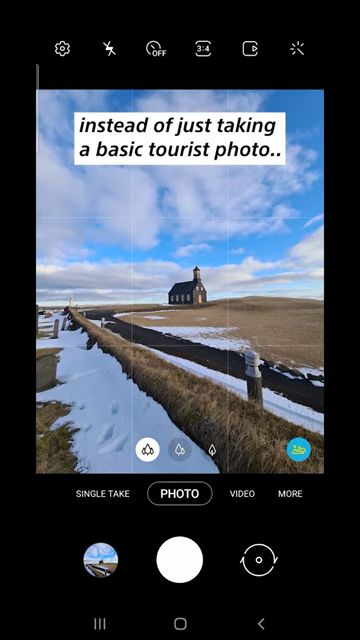 OFF
3:4
instead of just taking
a basic tourist photo..
SINGLE TAKE
PHOTO
VIDEO
MORE